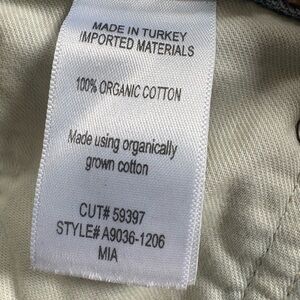 MADE IN TURKEY
IMPORTED MATERIALS
100% ORGANIC COTTON
Made using organically
grown cotton
CUT# 59397
STYLE# A9036-1206
MIA